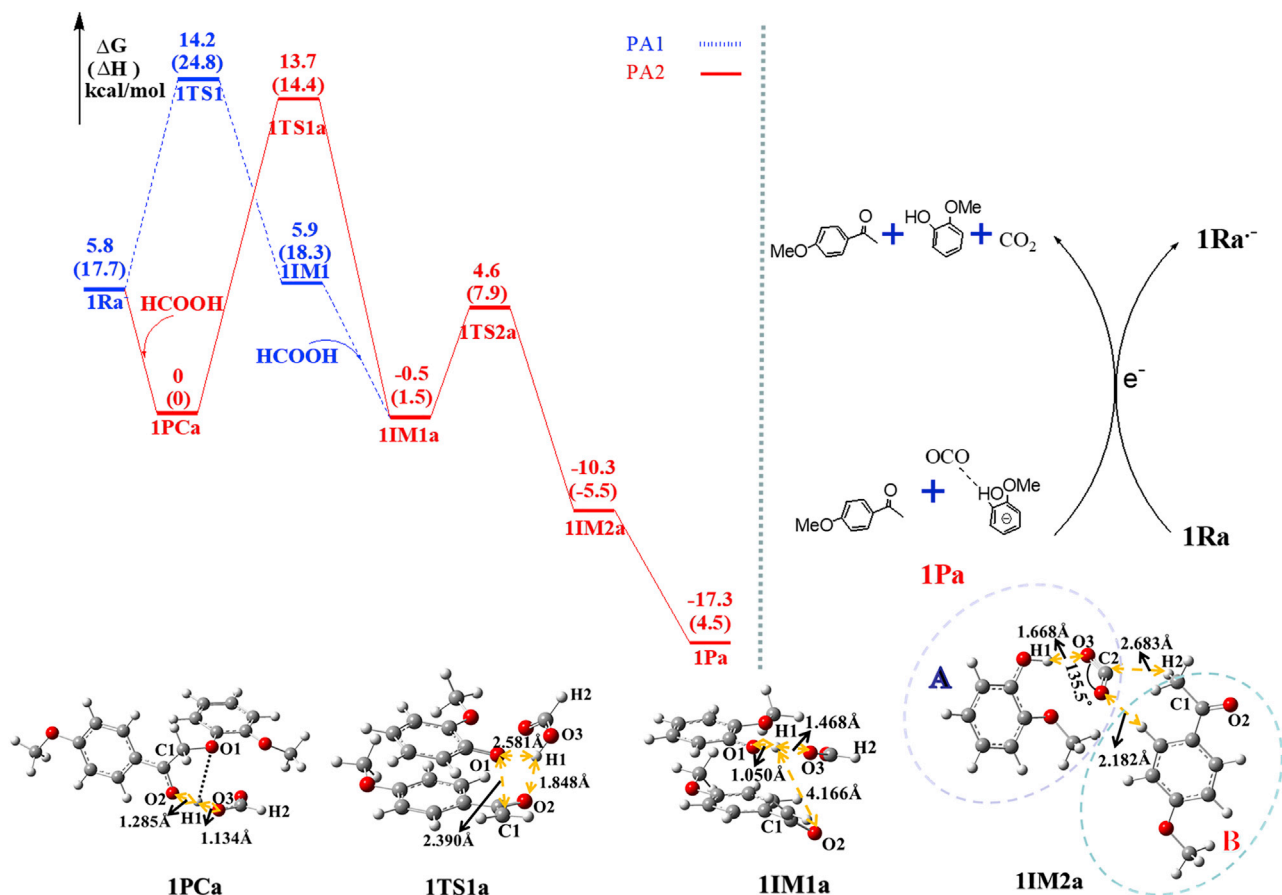 ΔG
(ΔH)
kcal/mol
14.2
(24.8)
1TS1
13.7
(14.4)
1TS1a
PA1
PA2
5.8
(17.7)
1Ra
HCOOH
0
(0)
1PCa
5.9
(18.3)
1IM1
HCOOH
-0.5
(1.5)
1IM1a
4.6
(7.9)
1TS2a
-10.3
(-5.5)
1IM2a
-17.3
(4.5)
1Pa
MeO
O
+
HO
OMe
+
CO2
1Ra·-
e-
MeO
O
+
OCO
HO
OMe
⊖
1Pa
1Ra
C1
O1
O2
H1
O3
H2
1.285Å
1.134Å
1PCa
H2
O3
2.581Å
O1
H1
1.848Å
O2
C1
2.390Å
1TS1a
H1
1.468Å
O1
O3
H2
1.050Å
4.166Å
C1
O2
1IM1a
A
1.668Å
O3
H1
C2
2.683Å
H2
135.5°
C1
O2
2.182Å
B
1IM2a